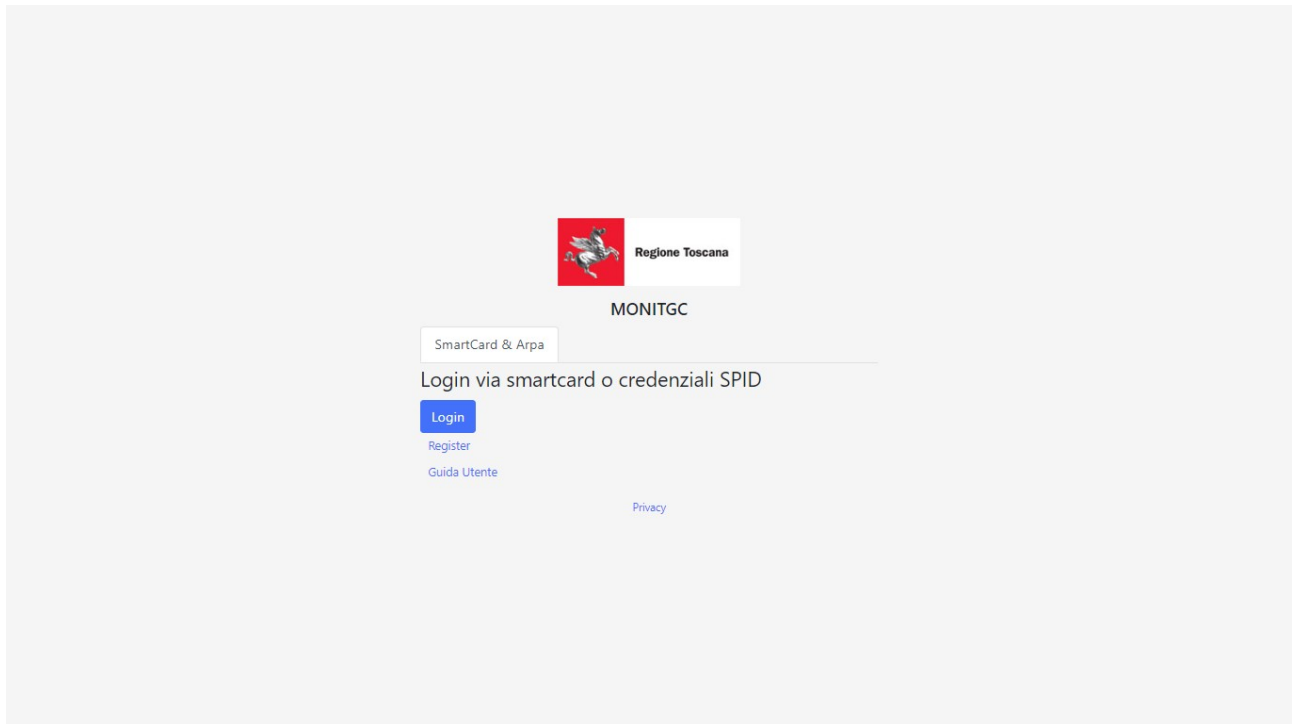 Regione Toscana
MONITGC
SmartCard & Arpa
Login via smartcard o credenziali SPID
Login
Register
Guida Utente
Privacy